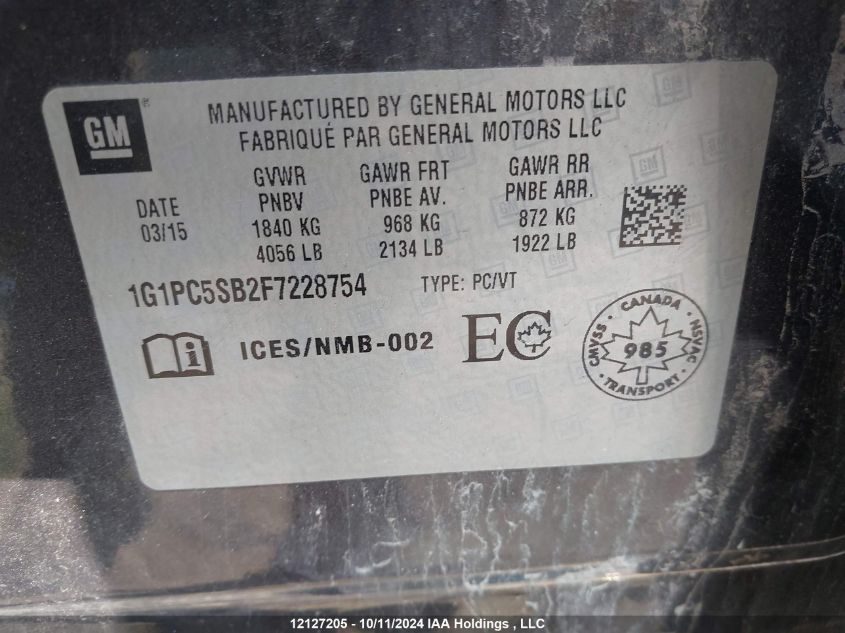 GM ®
MANUFACTURED BY GENERAL MOTORS LLC
FABRIQUÉ PAR GENERAL MOTORS LLC
DATE
03/15
GVWR
PNBV
1840 KG
4056 LB
GAWR FRT
PNBE AV.
968 KG
2134 LB
GAWR RR
PNBE ARR.
872 KG
1922 LB
1G1PC5SB2F7228754 TYPE: PC/VT
i ICES/NMB-002 EC
CANADA
CMVSS 985 NSVAC
TRANSPORT
12127205 - 10/11/2024 IAA Holdings , LLC